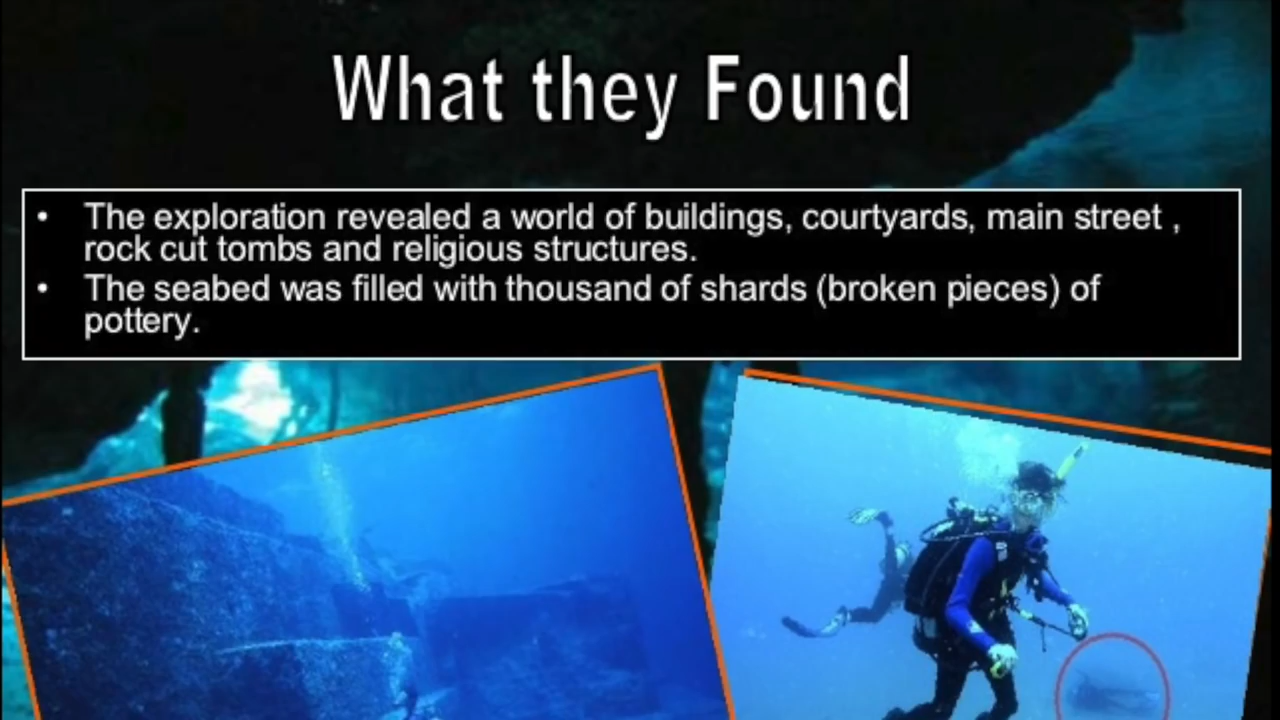 What they Found
• The exploration revealed a world of buildings, courtyards, main street ,
rock cut tombs and religious structures.
• The seabed was filled with thousand of shards (broken pieces) of
pottery.